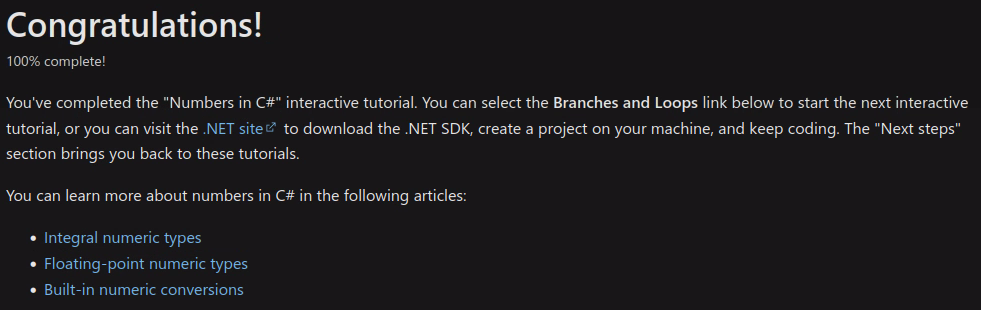 Congratulations!
100% complete!
You've completed the "Numbers in C#" interactive tutorial. You can select the Branches and Loops link below to start the next interactive
tutorial, or you can visit the .NET site to download the .NET SDK, create a project on your machine, and keep coding. The "Next steps"
section brings you back to these tutorials.
You can learn more about numbers in C# in the following articles:
• Integral numeric types
• Floating-point numeric types
• Built-in numeric conversions